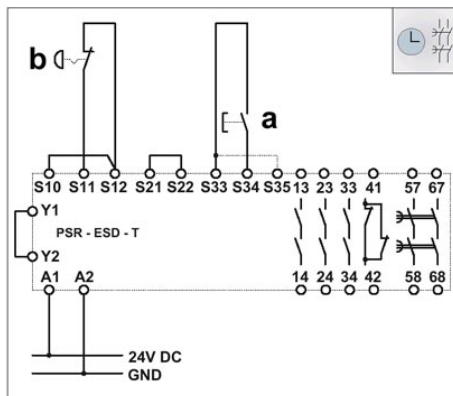 b
a
S10 S11 S12 S21 S22 S33 S34 S35 13 23 33 41 57 67
Y1
PSR - ESD - T
Y2
A1 A2 14 24 34 42 58 68
24V DC
GND